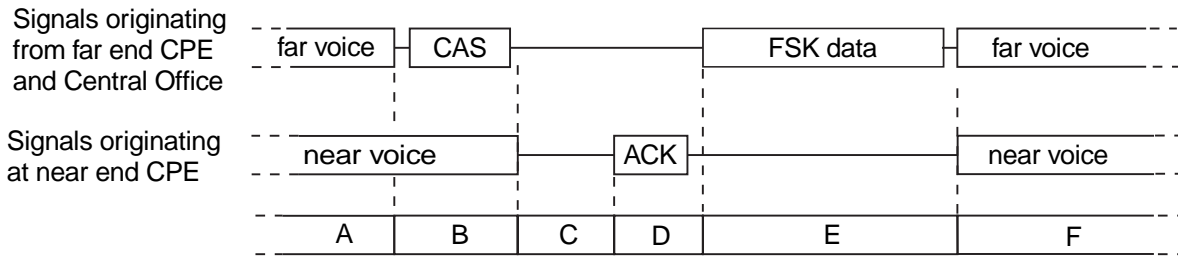 Signals originating
from far end CPE
and Central Office
far voice
CAS
FSK data
far voice
Signals originating
at near end CPE
near voice
ACK
near voice
A
B
C
D
E
F